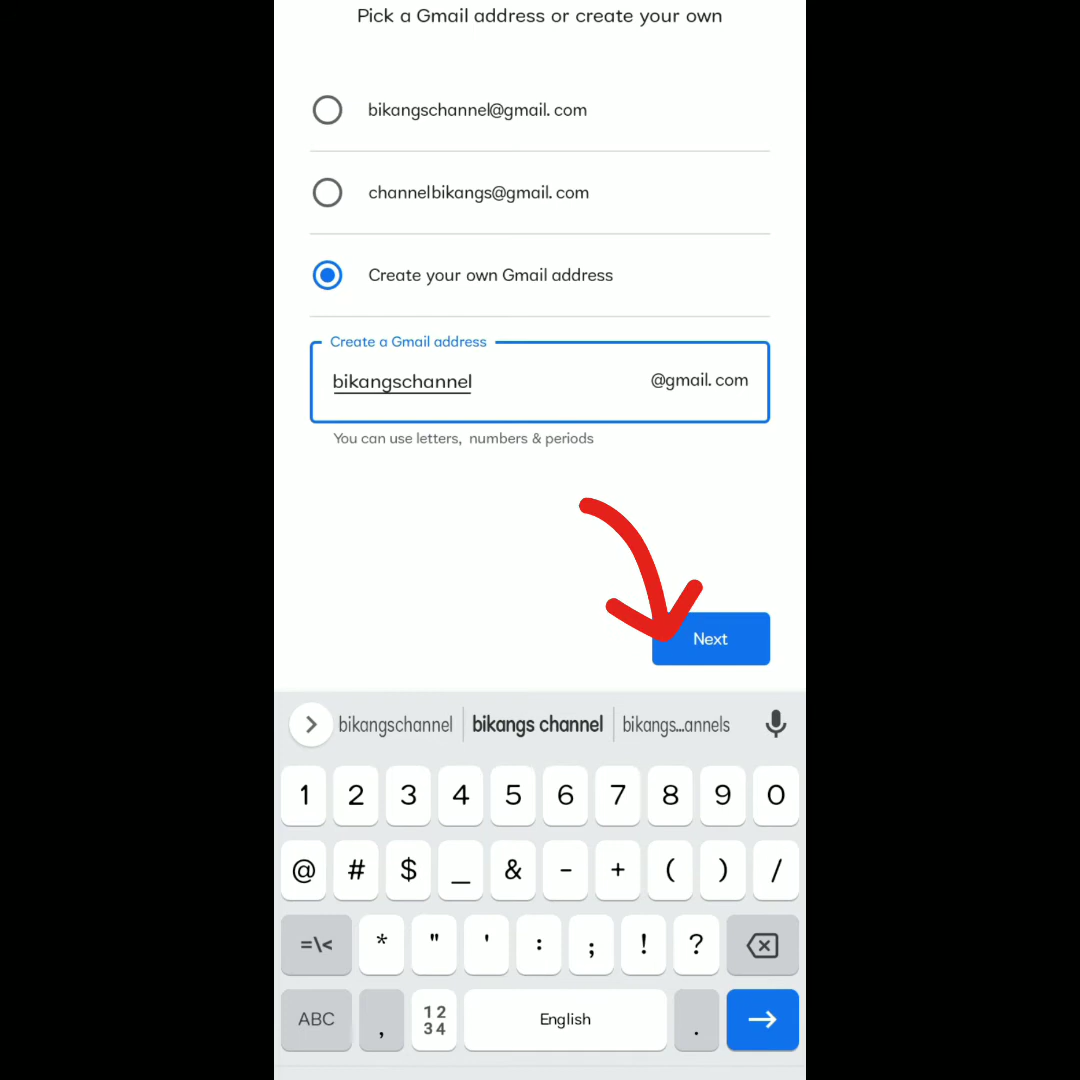 Pick a Gmail address or create your own
bikangschannel@gmail. com
channelbikangs@gmail. com
Create your own Gmail address
Create a Gmail address
bikangschannel @gmail. com
You can use letters, numbers & periods
Next
bikangschannel bikangs channel bikangs...annels
1 2 3 4 5 6 7 8 9 0
@ # $ _ & - + ( ) /
=\< * " ' : ; ! ?
ABC , 12 34 English .